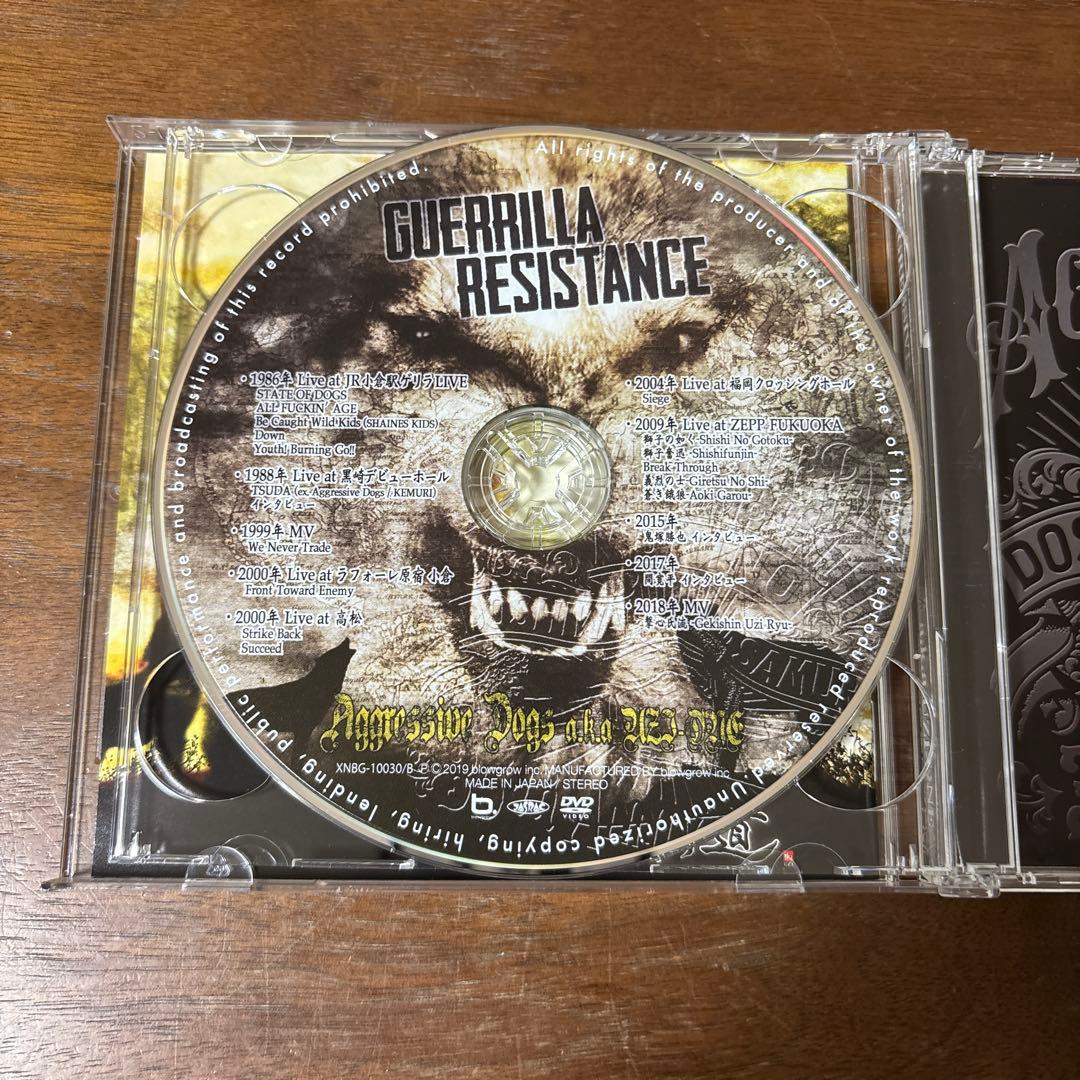 All rights of the producer and of the owner of the work reproduced reserved. Unauthorized copying, hiring, lending, public performance and broadcasting of this record prohibited.
GUERRILLA
RESISTANCE
・1986年 Live at JR小倉駅ゲリラLIVE
STATE OF DOGS
ALL FUCKIN' AGE
Be Caught Wild Kids (SHAINES KIDS)
Down
Youth! Burning Go!!
・1988年 Live at 黒崎デビューホール
TSUDA (ex. Aggressive Dogs / KEMURI)
インタビュー
・1999年 MV
We Never Trade
・2000年 Live at ラフォーレ原宿 小倉
Front Toward Enemy
・2000年 Live at 高松
Strike Back
Succeed
・2004年 Live at 福岡クロッシングホール
Siege
・2009年 Live at ZEPP FUKUOKA
獅子の如く-Shishi No Gotoku-
獅子奮迅-Shishifunjin-
Break Through
義烈の士-Giretsu No Shi-
蒼き餓狼-Aoki Garou-
・2015年
鬼塚勝也 インタビュー
・2017年
インタビュー
・2018年 MV
撃心氏流-Gekishin Uzi-Ryu-
Aggressive Dogs a.k.a UZI-ONE
XNBG-10030/B Ⓟ © 2019 blowgrow inc. MANUFACTURED BY blowgrow inc.
MADE IN JAPAN / STEREO
b.
JASRAC
DVD
VIDEO